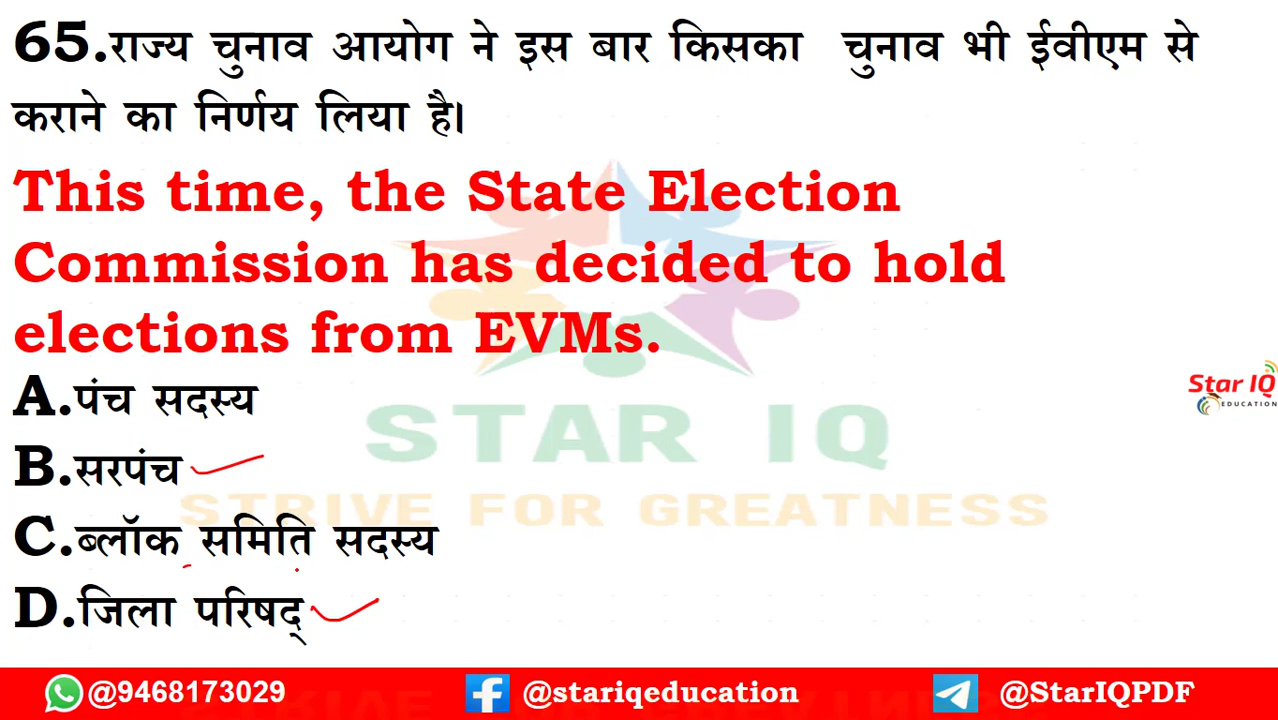 65.राज्य चुनाव आयोग ने इस बार किसका चुनाव भी ईवीएम से
कराने का निर्णय लिया है।
This time, the State Election
Commission has decided to hold
elections from EVMs.
A.पंच सदस्य
B.सरपंच
C.ब्लॉक समिति सदस्य
D.जिला परिषद्
STAR IQ
STRIVE FOR GREATNESS
Star IQ
EDUCATION
@9468173029 @stariqeducation @StarIQPDF